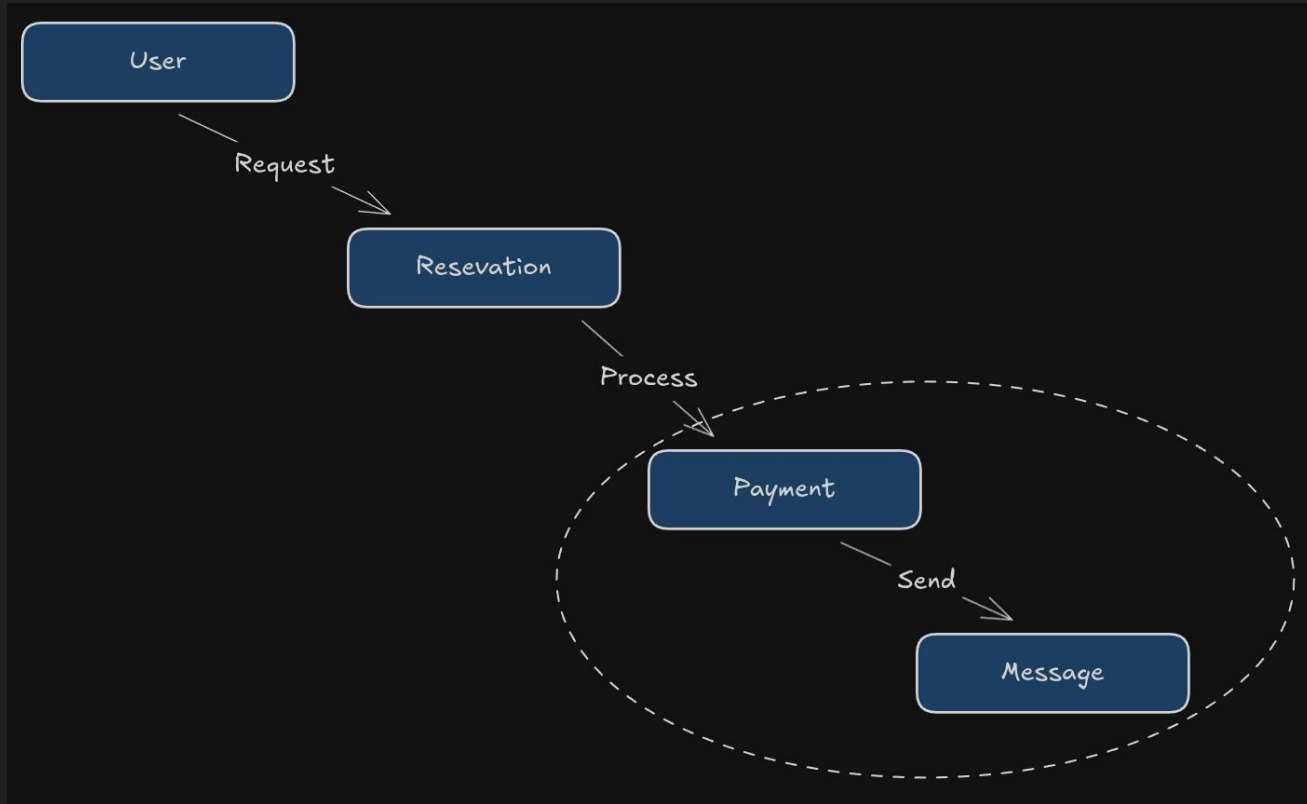 User
Request
Resevation
Process
Payment
Send
Message